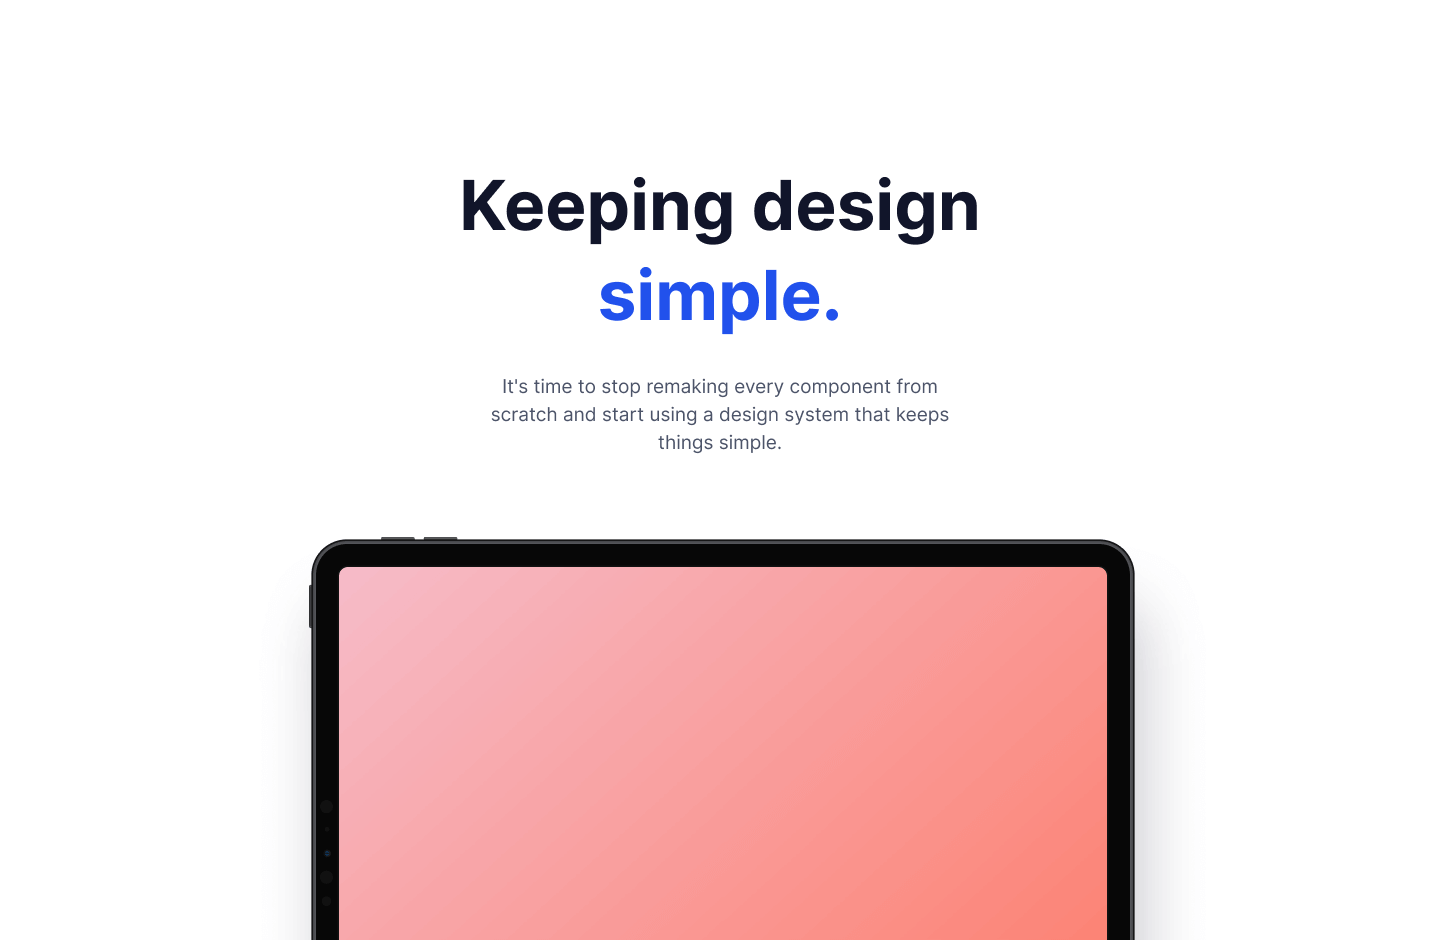 Keeping design
simple.
It's time to stop remaking every component from
scratch and start using a design system that keeps
things simple.